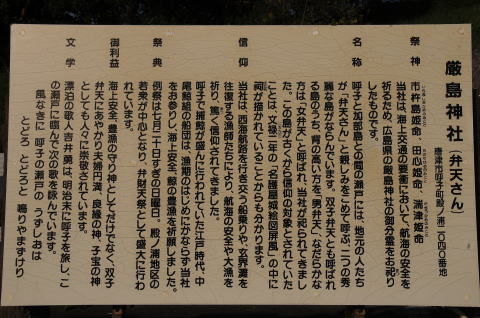 厳島神社(弁天さん)
唐津市呼子町殿ノ浦一〇四〇番地
祭神 市杵島姫命 田心姫命 湍津姫命
当社は、海上交通の要衝において、航海の安全を
祈るため、広島県の厳島神社の御分霊をお祀り
したものです。
名称 呼子と加部島との間の瀬戸には、地元の人たち
が「弁天さん」と親しみをこめて呼ぶ、二つの秀
麗な島がならんでいます。双子弁天とも呼ばれ
る島のうち、背の高い方を「男弁天」、なだらかな
方は「女弁天」と呼ばれ、当社が祀られてきまし
た。この島が古くから信仰の対象とされていた
ことは、文禄二年の「名護屋城絵図屏風」の中に
祠が描かれていることからも分かります。
信仰 当社は、西海航路を行き交う船乗りや、玄界灘を
往復する漁師たちにより、航海の安全や大漁を
祈り、篤く信仰されてきました。
呼子で捕鯨が盛んに行われていた江戸時代、中
尾鯨組の船団は、漁期のはじめにかならず当社
をお参りし、海上安全、鯨の豊漁を祈願しました。
祭典 例祭は七月二十日すぎの日曜日。殿ノ浦地区の
若衆が中心となり、弁財天祭として盛大に行わ
れています。
御利益 海上安全、豊漁の守り神としてだけでなく、双子
弁天にあやかり夫婦円満、良縁の神、子宝の神
としても人々に崇敬されています。
文学 漂泊の歌人吉井勇は、明治末に呼子を旅し、こ
の瀬戸に臨んで次の歌を詠んでいます。
風なきに 呼子の瀬戸の うずしおは
とどろ とどろと 鳴りやまずけり